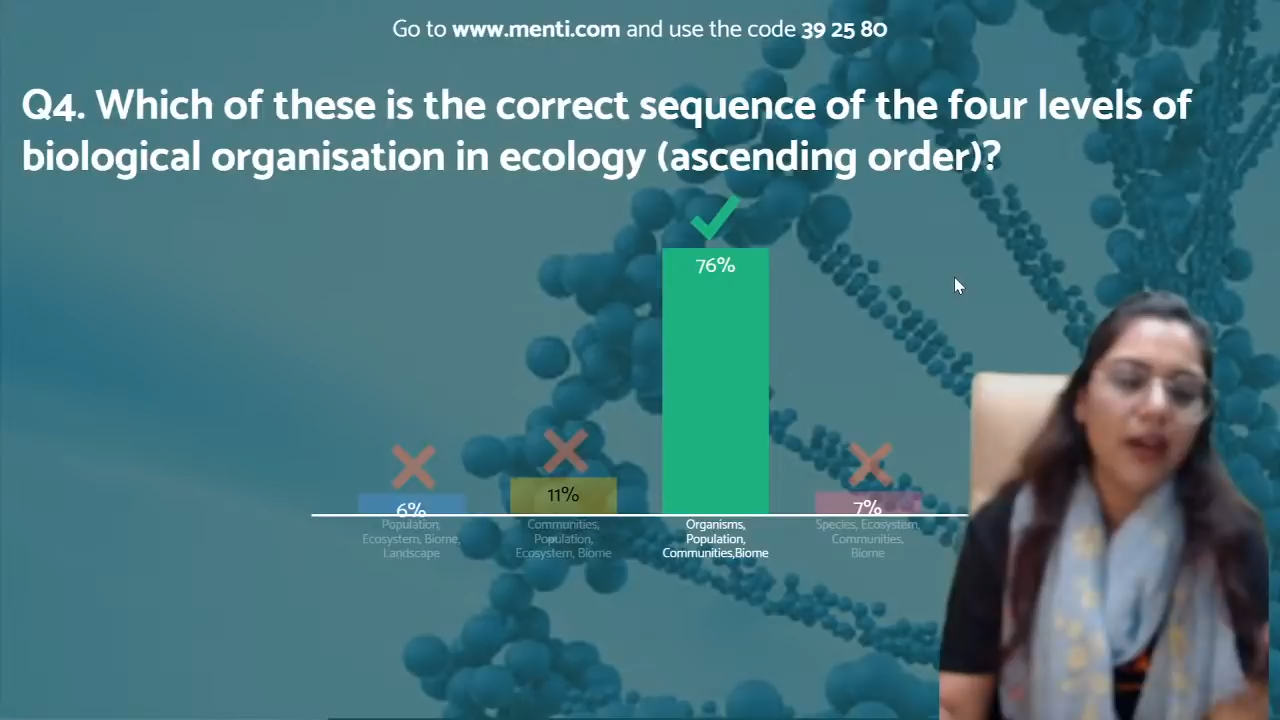 Go to www.menti.com and use the code 39 25 80
Q4. Which of these is the correct sequence of the four levels of
biological organisation in ecology (ascending order)?
76%
11%
6%
7%
Population,
Ecosystem, Biome,
Landscape
Communities,
Population,
Ecosystem, Biome
Organisms,
Population,
Communities,Biome
Species, Ecosystem,
Communities,
Biome